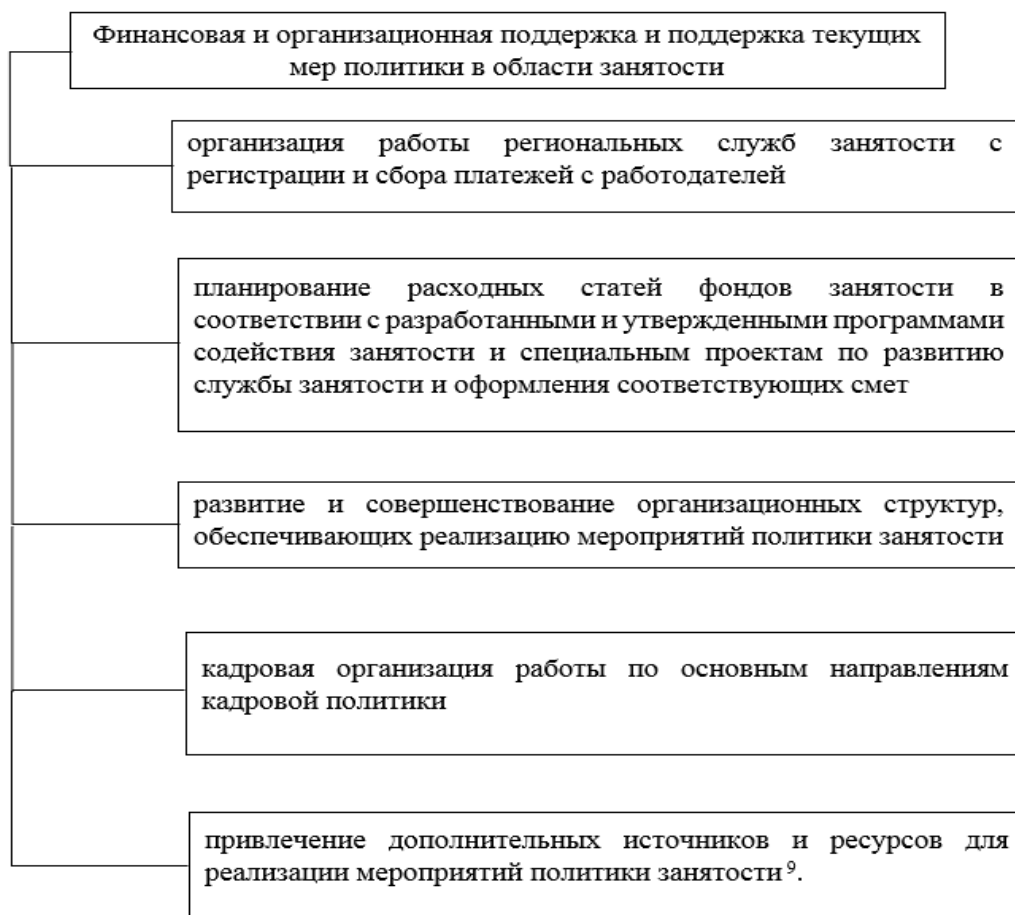 Финансовая и организационная поддержка и поддержка текущих
мер политики в области занятости
организация работы региональных служб занятости с
регистрации и сбора платежей с работодателей
планирование расходных статей фондов занятости в
соответствии с разработанными и утвержденными программами
содействия занятости и специальным проектам по развитию
службы занятости и оформления соответствующих смет
развитие и совершенствование организационных структур,
обеспечивающих реализацию мероприятий политики занятости
кадровая организация работы по основным направлениям
кадровой политики
привлечение дополнительных источников и ресурсов для
реализации мероприятий политики занятости⁹.